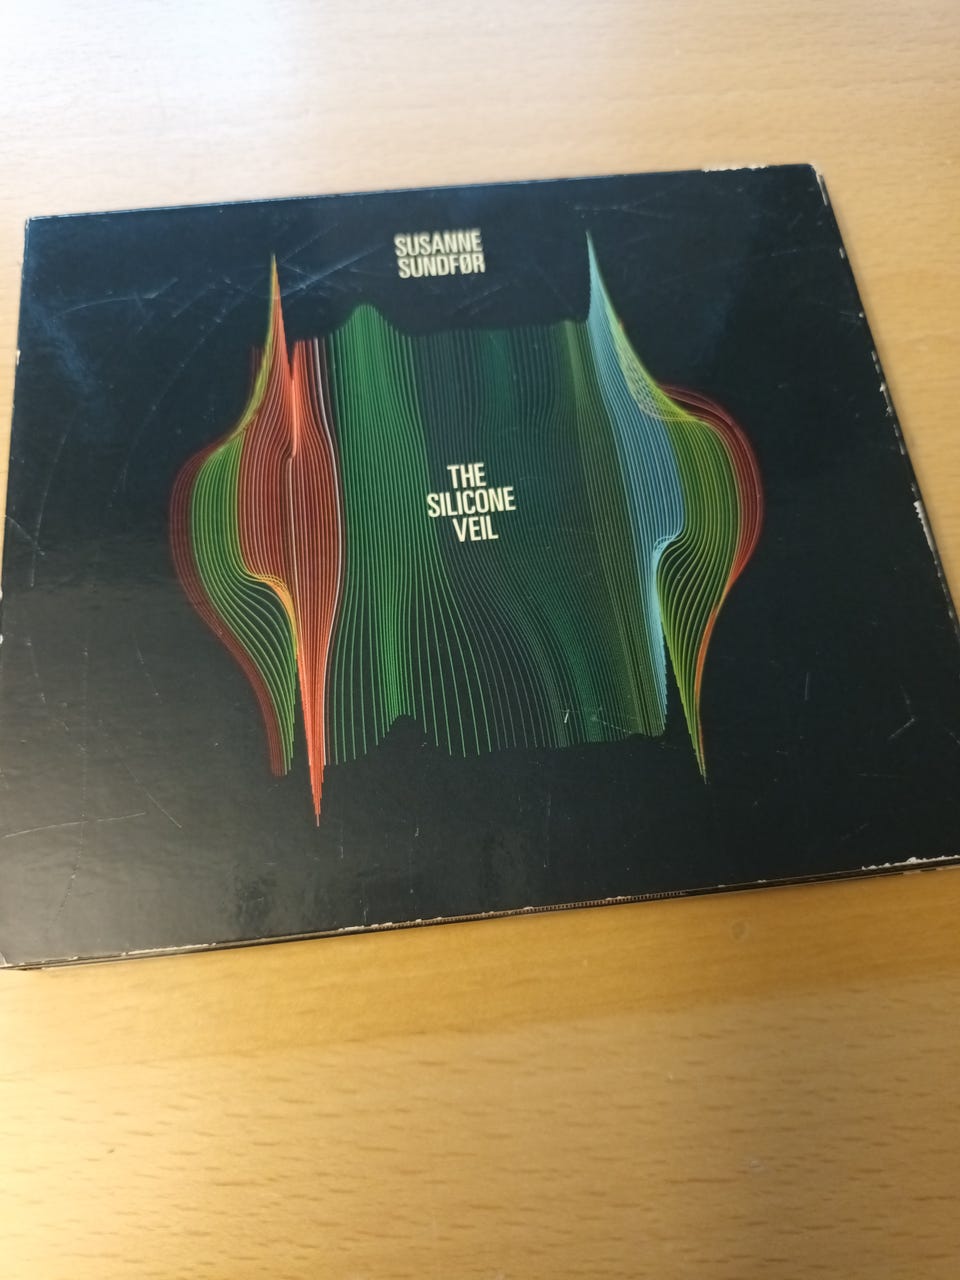 SUSANNE
SUNDFØR
THE
SILICONE
VEIL